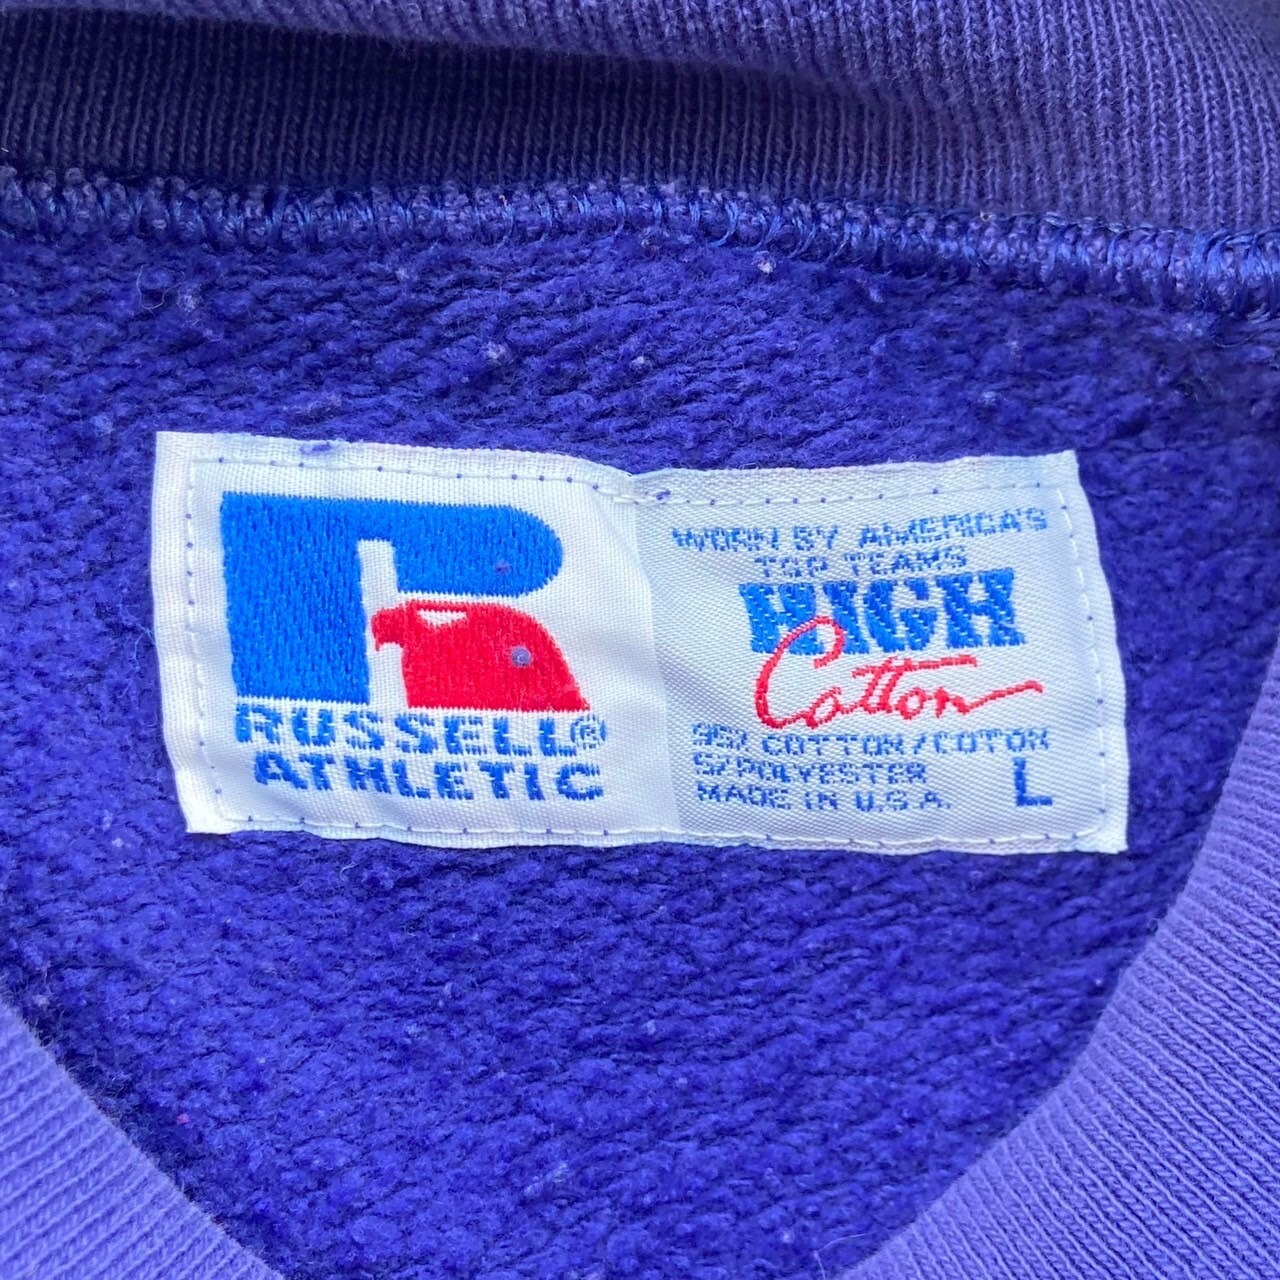 RUSSELL®
ATHLETIC
WORN BY AMERICA'S
TOP TEAMS
HIGH
Cotton
95% COTTON/COTON
5% POLYESTER
MADE IN U.S.A. L